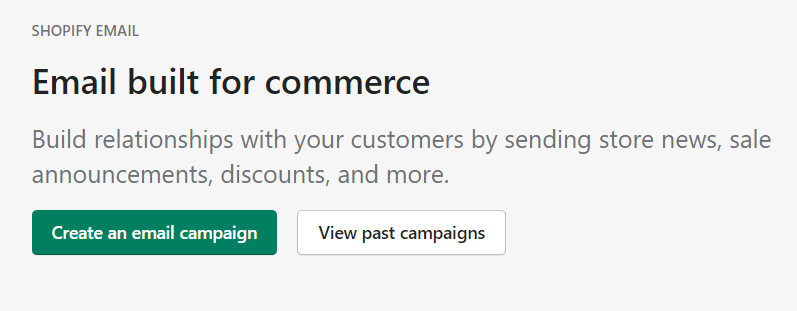 SHOPIFY EMAIL
Email built for commerce
Build relationships with your customers by sending store news, sale
announcements, discounts, and more.
Create an email campaign
View past campaigns